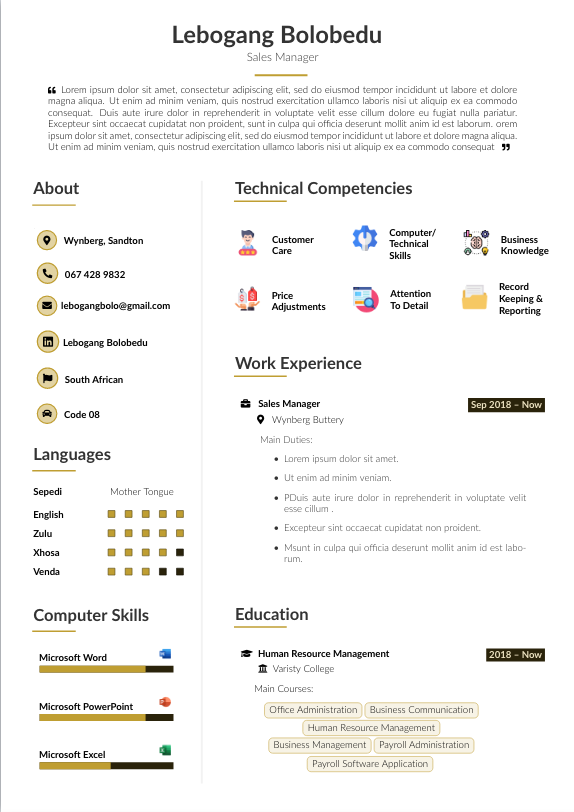 Lebogang Bolobedu
Sales Manager
❝ Lorem ipsum dolor sit amet, consectetur adipiscing elit, sed do eiusmod tempor incididunt ut labore et dolore
magna aliqua. Ut enim ad minim veniam, quis nostrud exercitation ullamco laboris nisi ut aliquip ex ea commodo
consequat. Duis aute irure dolor in reprehenderit in voluptate velit esse cillum dolore eu fugiat nulla pariatur.
Excepteur sint occaecat cupidatat non proident, sunt in culpa qui officia deserunt mollit anim id est laborum. orem
ipsum dolor sit amet, consectetur adipiscing elit, sed do eiusmod tempor incididunt ut labore et dolore magna aliqua.
Ut enim ad minim veniam, quis nostrud exercitation ullamco laboris nisi ut aliquip ex ea commodo consequat ❞
About
Wynberg, Sandton
067 428 9832
lebogangbolo@gmail.com
Lebogang Bolobedu
South African
Code 08
Languages
Sepedi Mother Tongue
English
Zulu
Xhosa
Venda
Computer Skills
Microsoft Word
Microsoft PowerPoint
Microsoft Excel
Technical Competencies
Customer
Care
Computer/
Technical
Skills
Business
Knowledge
Price
Adjustments
Attention
To Detail
Record
Keeping &
Reporting
Work Experience
Sales Manager Sep 2018 – Now
Wynberg Buttery
Main Duties:
• Lorem ipsum dolor sit amet.
• Ut enim ad minim veniam.
• PDuis aute irure dolor in reprehenderit in voluptate velit
esse cillum .
• Excepteur sint occaecat cupidatat non proident.
• Msunt in culpa qui officia deserunt mollit anim id est labo-
rum.
Education
Human Resource Management 2018 – Now
Varisty College
Main Courses:
Office Administration Business Communication
Human Resource Management
Business Management Payroll Administration
Payroll Software Application